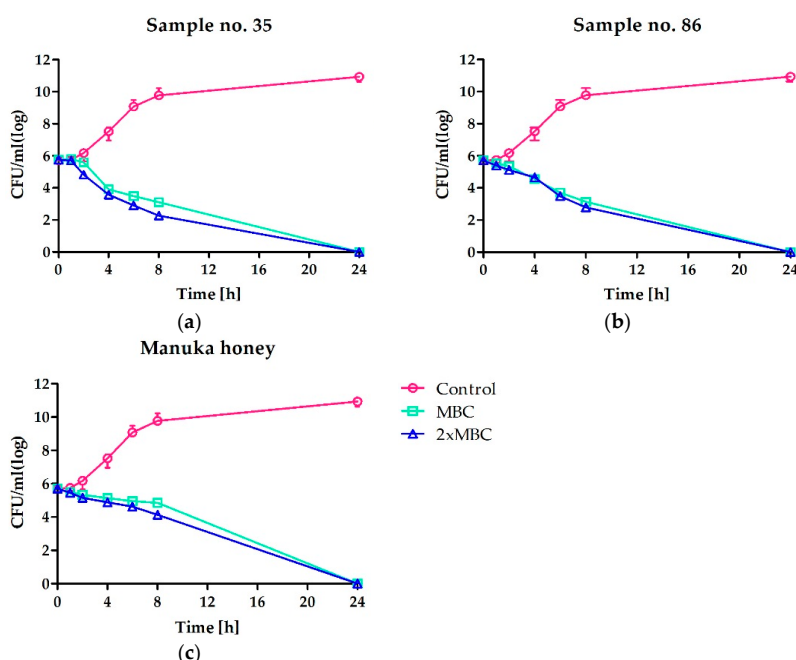 Sample no. 35
CFU/ml(log)
12
10
8
6
4
2
0
0 4 8 12 16 20 24
Time [h]
(a)
Sample no. 86
CFU/ml(log)
12
10
8
6
4
2
0
0 4 8 12 16 20 24
Time [h]
(b)
Manuka honey
CFU/ml(log)
12
10
8
6
4
2
0
0 4 8 12 16 20 24
Time [h]
(c)
Control
MBC
2xMBC